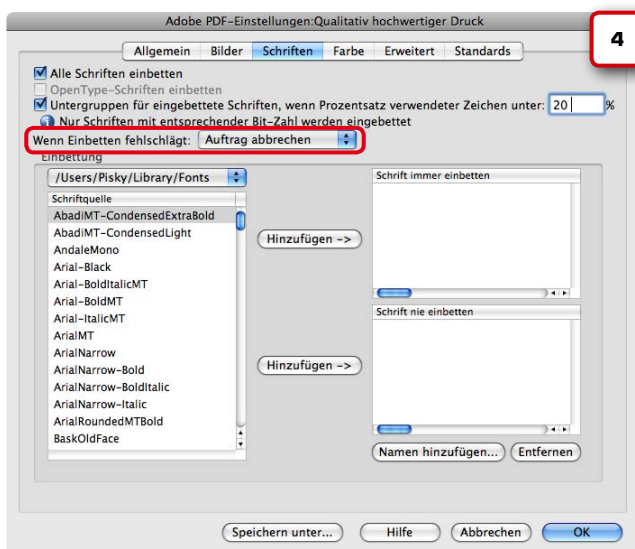 Adobe PDF-Einstellungen:Qualitativ hochwertiger Druck
4
Allgemein Bilder Schriften Farbe Erweitert Standards
Alle Schriften einbetten
OpenType-Schriften einbetten
Untergruppen für eingebettete Schriften, wenn Prozentsatz verwendeter Zeichen unter: 20 %
Nur Schriften mit entsprechender Bit-Zahl werden eingebettet
Wenn Einbetten fehlschlägt: Auftrag abbrechen
Einbettung
/Users/Pisky/Library/Fonts
Schriftquelle
AbadiMT-CondensedExtraBold
AbadiMT-CondensedLight
AndaleMono
Arial-Black
Arial-BoldItalicMT
Arial-BoldMT
Arial-ItalicMT
ArialMT
ArialNarrow
ArialNarrow-Bold
ArialNarrow-BoldItalic
ArialNarrow-Italic
ArialRoundedMTBold
BaskOldFace
Hinzufügen ->
Hinzufügen ->
Schrift immer einbetten
Schrift nie einbetten
Namen hinzufügen... Entfernen
Speichern unter... Hilfe Abbrechen OK